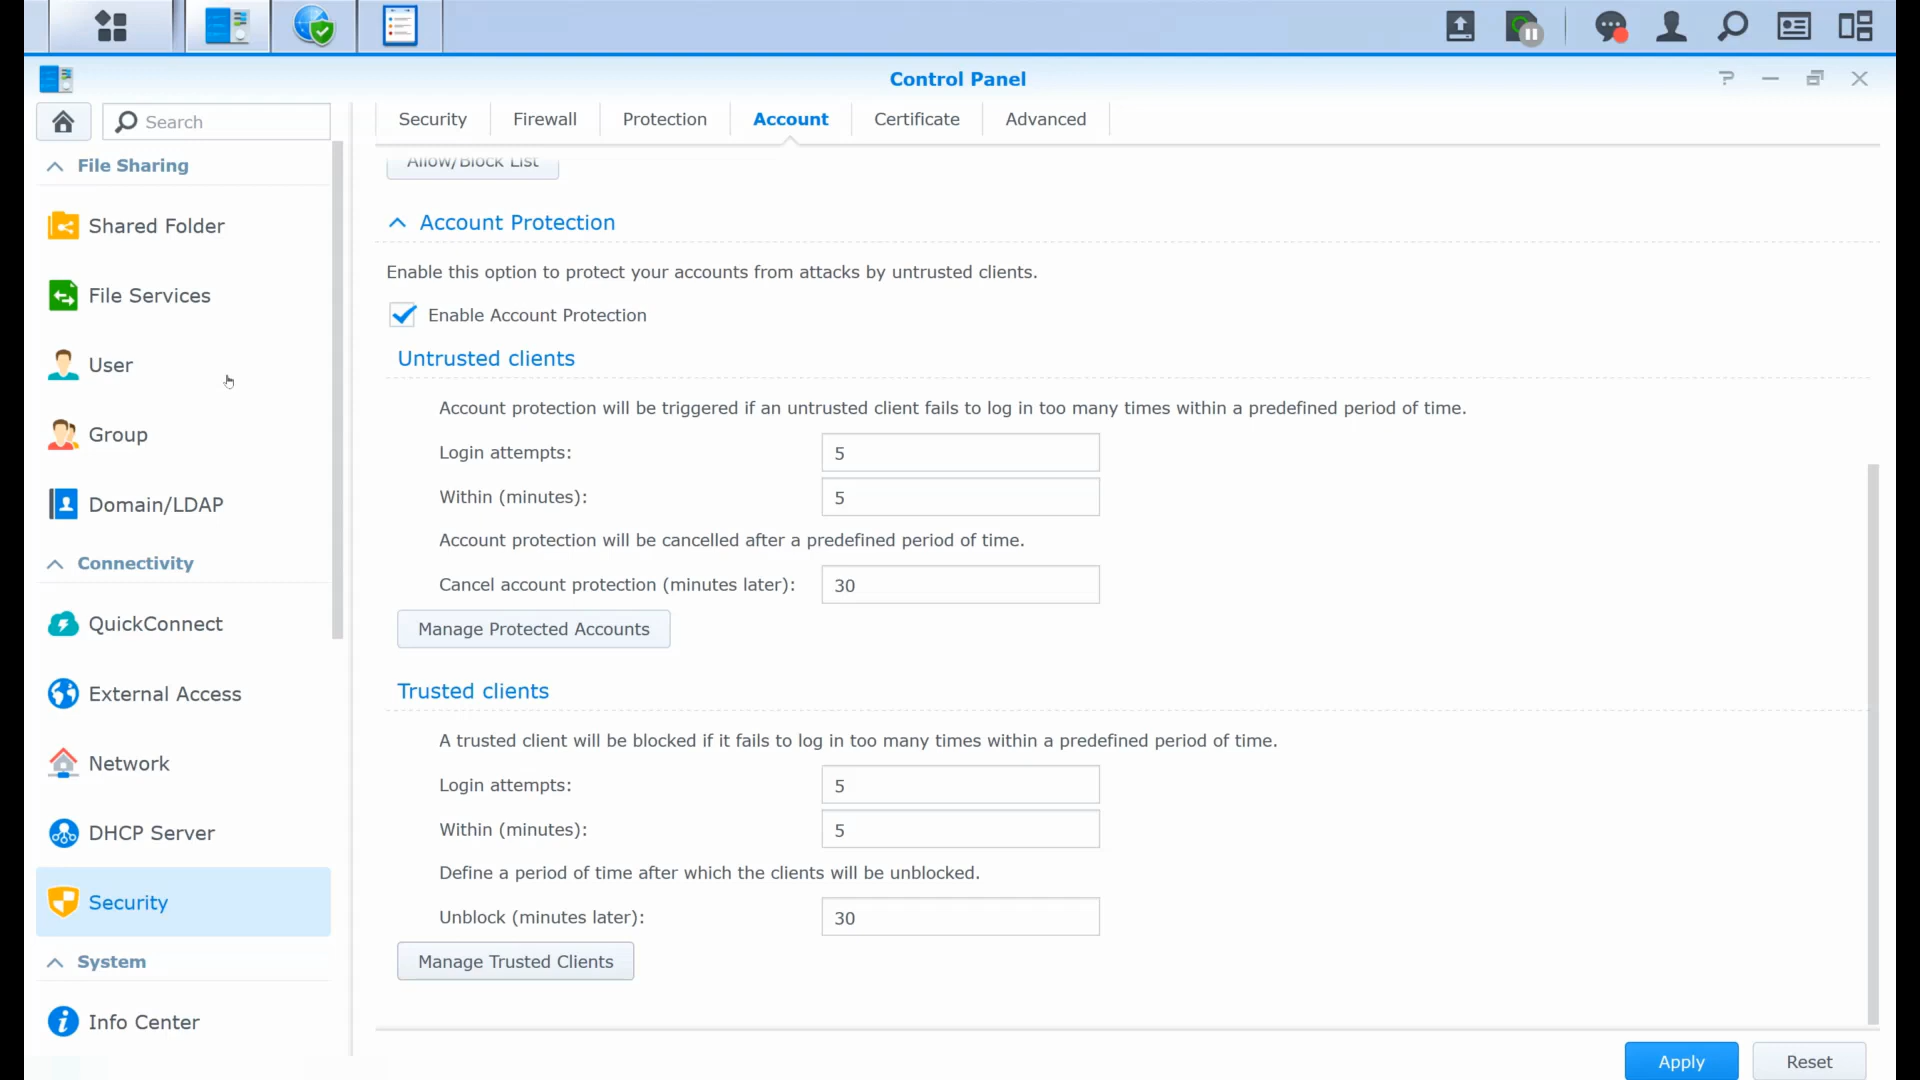 Control Panel
Search
Security
Firewall
Protection
Account
Certificate
Advanced
File Sharing
Shared Folder
File Services
User
Group
Domain/LDAP
Connectivity
QuickConnect
External Access
Network
DHCP Server
Security
System
Info Center
Allow/Block List
Account Protection
Enable this option to protect your accounts from attacks by untrusted clients.
Enable Account Protection
Untrusted clients
Account protection will be triggered if an untrusted client fails to log in too many times within a predefined period of time.
Login attempts: 5
Within (minutes): 5
Account protection will be cancelled after a predefined period of time.
Cancel account protection (minutes later): 30
Manage Protected Accounts
Trusted clients
A trusted client will be blocked if it fails to log in too many times within a predefined period of time.
Login attempts: 5
Within (minutes): 5
Define a period of time after which the clients will be unblocked.
Unblock (minutes later): 30
Manage Trusted Clients
Apply
Reset